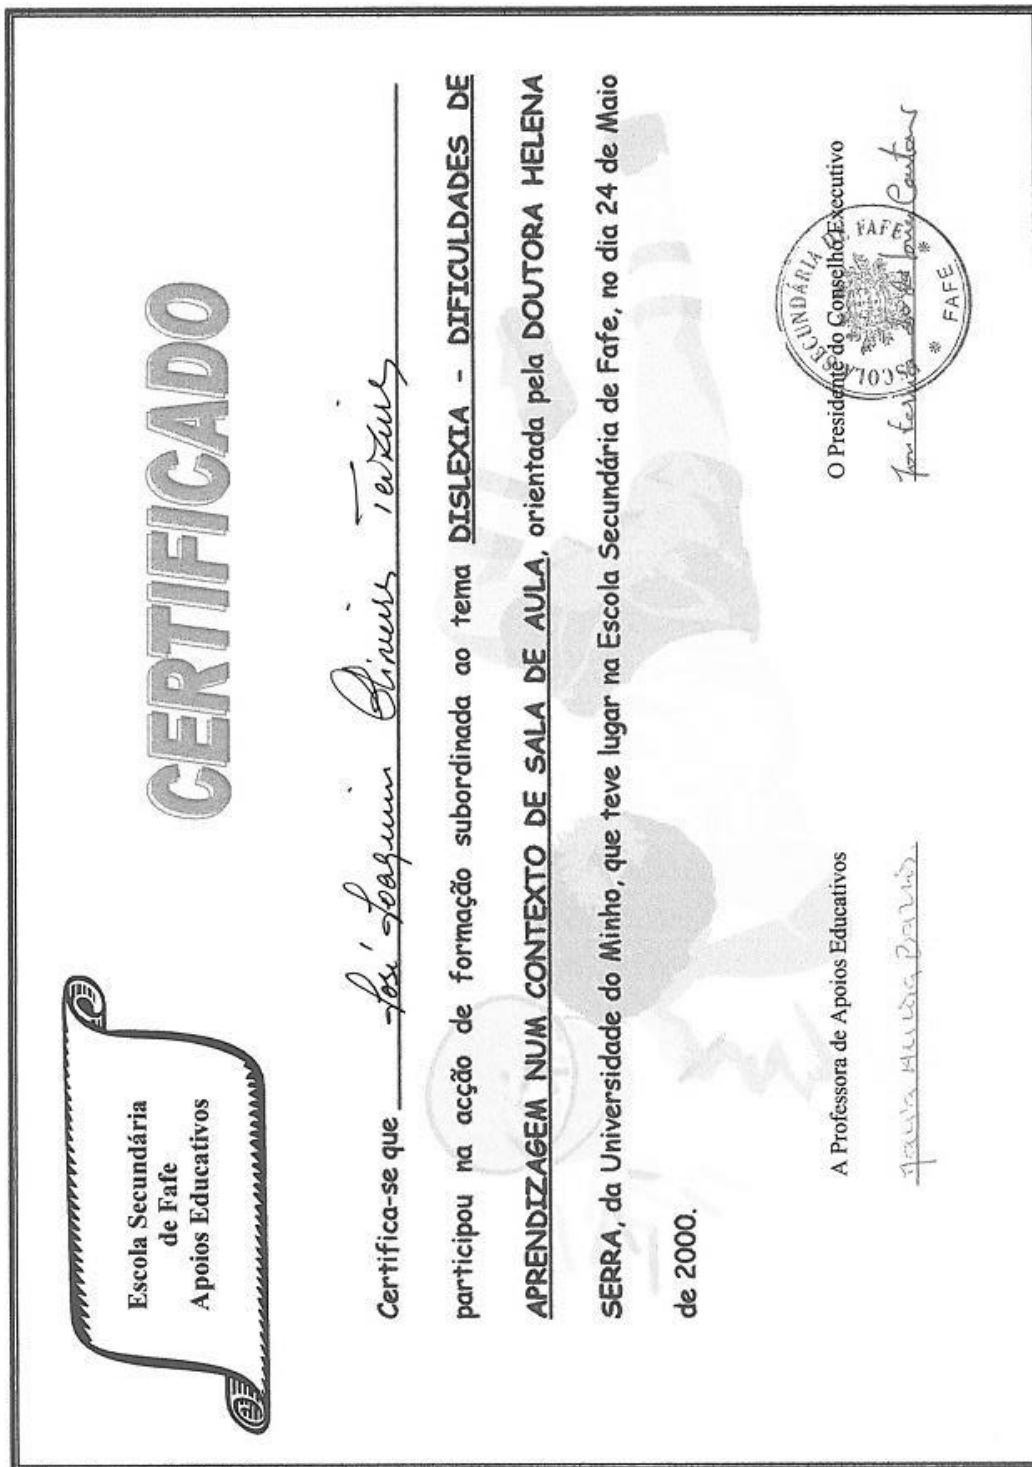 Escola Secundária
de Fafe
Apoios Educativos
CERTIFICADO
Certifica-se que José Joaquim Oliveira Teixeira
participou na acção de formação subordinada ao tema DISLEXIA - DIFICULDADES DE
APRENDIZAGEM NUM CONTEXTO DE SALA DE AULA, orientada pela DOUTORA HELENA
SERRA, da Universidade do Minho, que teve lugar na Escola Secundária de Fafe, no dia 24 de Maio
de 2000.
A Professora de Apoios Educativos
O Presidente do Conselho Executivo
ESCOLA SECUNDÁRIA DE FAFE
* FAFE *